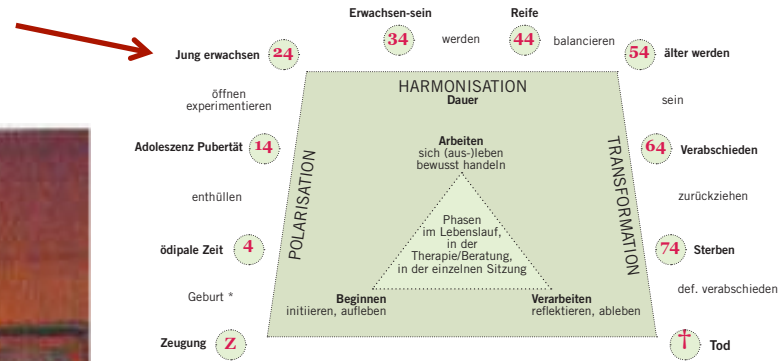 Erwachsen-sein
Reife
34
werden
44
balancieren
Jung erwachsen 24
54 älter werden
öffnen
experimentieren
HARMONISATION
Dauer
sein
Adoleszenz Pubertät 14
Arbeiten
sich (aus-)leben
bewusst handeln
64 Verabschieden
POLARISATION
TRANSFORMATION
enthüllen
zurückziehen
Phasen
im Lebenslauf,
in der
Therapie/Beratung,
in der einzelnen Sitzung
ödipale Zeit 4
74 Sterben
Geburt *
Beginnen
initiieren, aufleben
Verarbeiten
reflektieren, ableben
def. verabschieden
Zeugung Z
† Tod